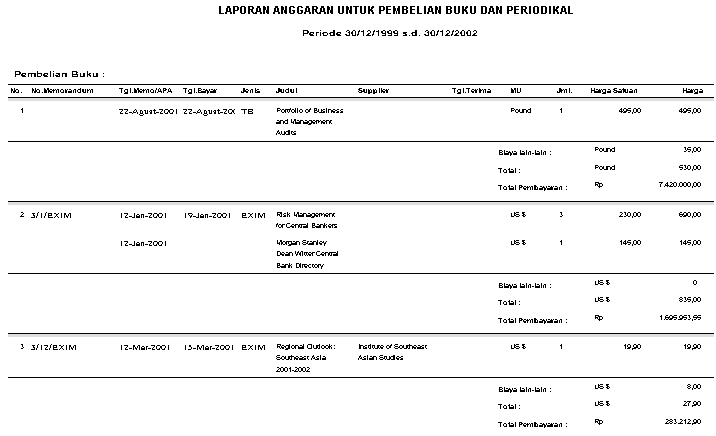 LAPORAN ANGGARAN UNTUK PEMBELIAN BUKU DAN PERIODIKAL
Periode 30/12/1999 s.d. 30/12/2002
Pembelian Buku :
No. No.Memorandum Tgl.Memo/APA Tgl.Bayar Jenis Judul Supplier Tgl.Terima MU Jml. Harga Satuan Harga
1 22-Agust-2001 22-Agust-200 TB Portfolio of Business Pound 1 495,00 495,00
and Management
Audits
Biaya lain-lain : Pound 35,00
Total : Pound 530,00
Total Pembayaran : Rp 7.420.000,00
2 3/1/EXIM 12-Jan-2001 19-Jan-2001 EXIM Risk Management US $ 3 230,00 690,00
for Central Bankers
12-Jan-2001 Morgan Stanley US $ 1 145,00 145,00
Dean Witter Central
Bank Directory
Biaya lain-lain : US $ 0
Total : US $ 835,00
Total Pembayaran : Rp 1.695.953,55
3 3/12/EXIM 12-Mar-2001 15-Mar-2001 EXIM Regional Outlook: Institute of Southeast US $ 1 19,90 19,90
Southeast Asia Asian Studies
2001-2002
Biaya lain-lain : US $ 8,00
Total : US $ 27,90
Total Pembayaran : Rp 283.212,90